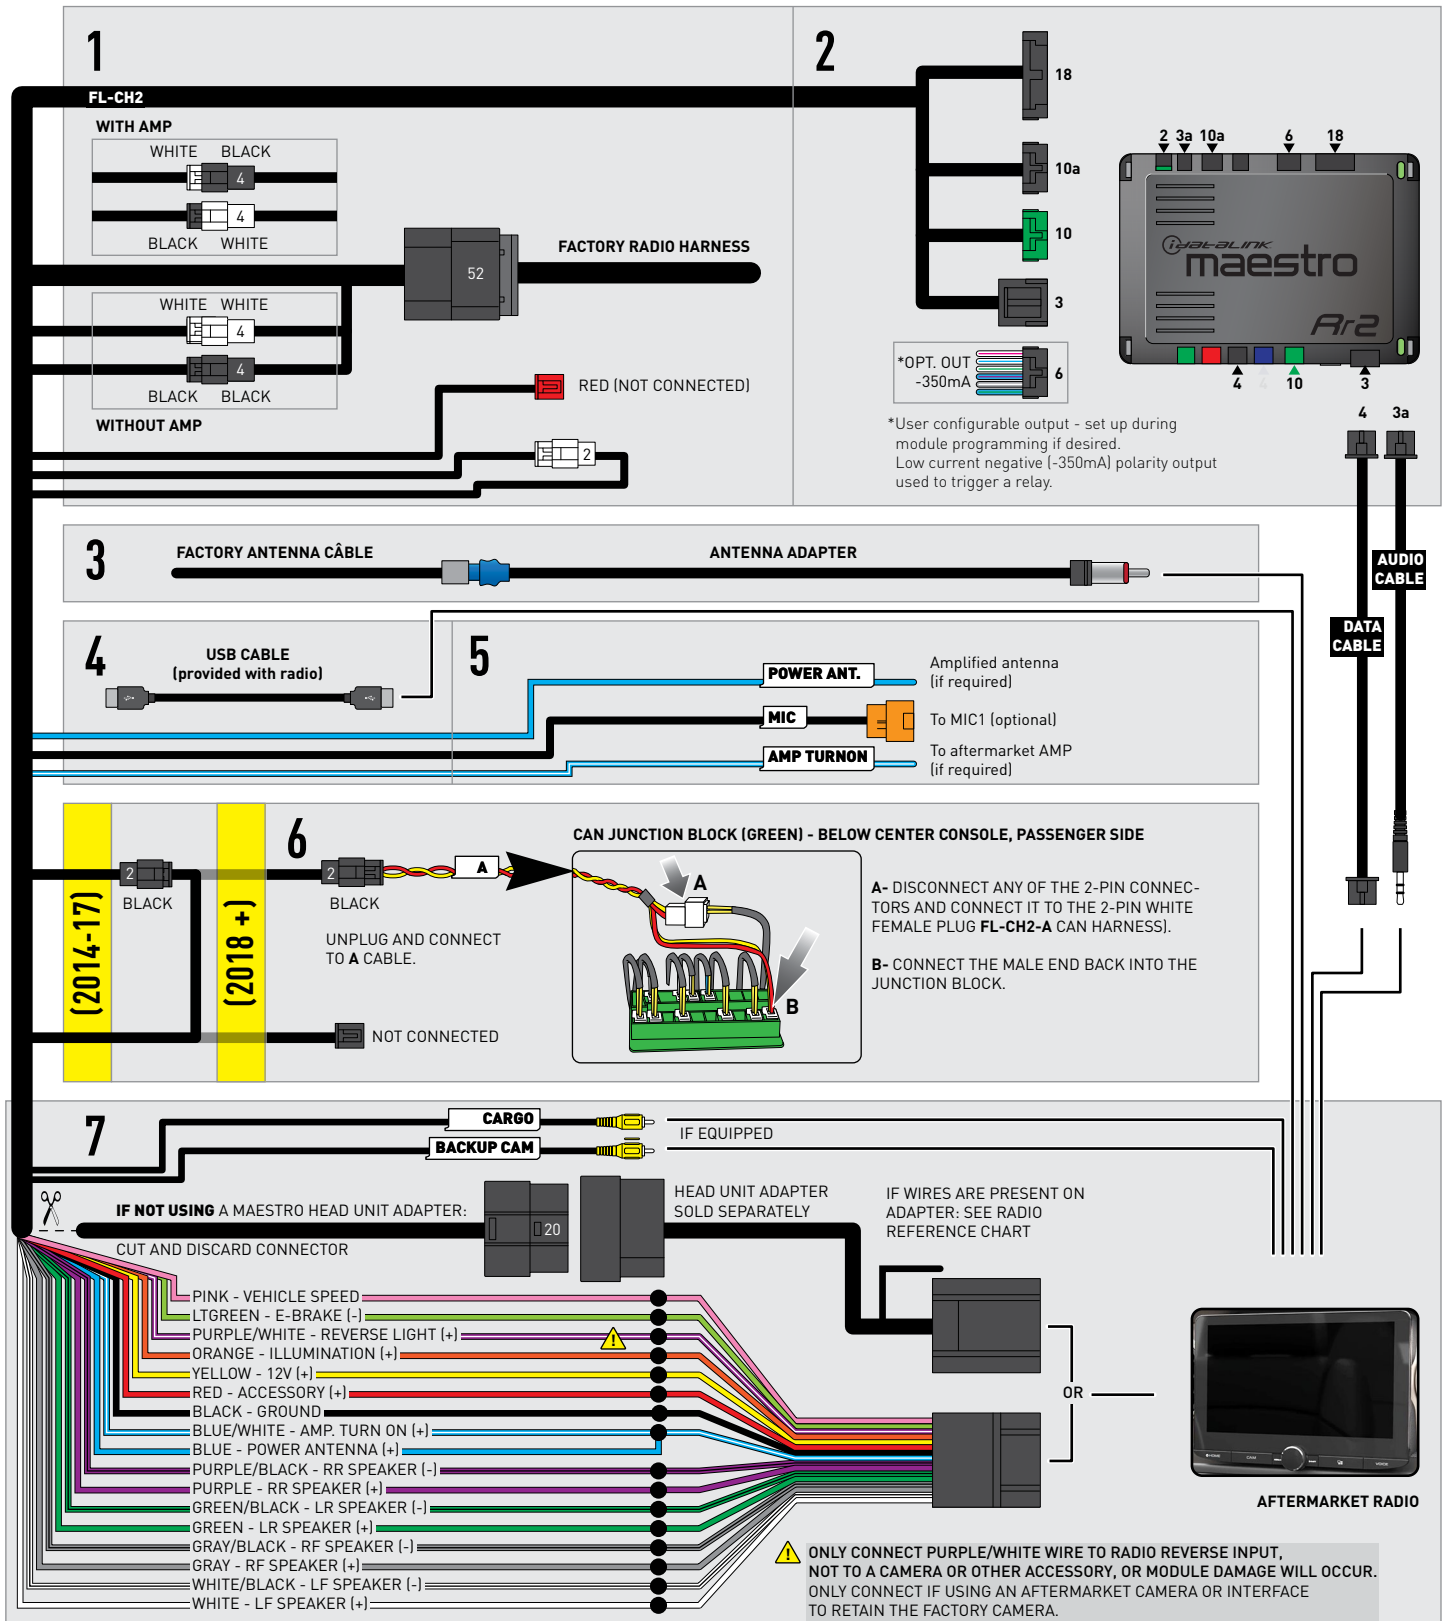 1
FL-CH2
WITH AMP
WHITE BLACK
4
4
BLACK WHITE
52
FACTORY RADIO HARNESS
WHITE WHITE
4
4
BLACK BLACK
WITHOUT AMP
RED (NOT CONNECTED)
2
2
18
10a
10
3
*OPT. OUT
-350mA
6
*User configurable output - set up during
module programming if desired.
Low current negative (-350mA) polarity output
used to trigger a relay.
2 3a 10a 6 18
idatalink
maestro
Rr2
4 4 10 3
4 3a
AUDIO
CABLE
DATA
CABLE
3
FACTORY ANTENNA CÂBLE
ANTENNA ADAPTER
4
USB CABLE
(provided with radio)
5
POWER ANT.
Amplified antenna
(if required)
MIC
To MIC1 (optional)
AMP TURNON
To aftermarket AMP
(if required)
(2014-17)
2
BLACK
(2018 +)
6
2
BLACK
A
UNPLUG AND CONNECT
TO A CABLE.
NOT CONNECTED
CAN JUNCTION BLOCK (GREEN) - BELOW CENTER CONSOLE, PASSENGER SIDE
A
B
A- DISCONNECT ANY OF THE 2-PIN CONNEC-
TORS AND CONNECT IT TO THE 2-PIN WHITE
FEMALE PLUG FL-CH2-A CAN HARNESS).
B- CONNECT THE MALE END BACK INTO THE
JUNCTION BLOCK.
7
CARGO
BACKUP CAM
IF EQUIPPED
IF NOT USING A MAESTRO HEAD UNIT ADAPTER:
CUT AND DISCARD CONNECTOR
20
HEAD UNIT ADAPTER
SOLD SEPARATELY
IF WIRES ARE PRESENT ON
ADAPTER: SEE RADIO
REFERENCE CHART
PINK - VEHICLE SPEED
LTGREEN - E-BRAKE (-)
PURPLE/WHITE - REVERSE LIGHT (+)
ORANGE - ILLUMINATION (+)
YELLOW - 12V (+)
RED - ACCESSORY (+)
BLACK - GROUND
BLUE/WHITE - AMP. TURN ON (+)
BLUE - POWER ANTENNA (+)
PURPLE/BLACK - RR SPEAKER (-)
PURPLE - RR SPEAKER (+)
GREEN/BLACK - LR SPEAKER (-)
GREEN - LR SPEAKER (+)
GRAY/BLACK - RF SPEAKER (-)
GRAY - RF SPEAKER (+)
WHITE/BLACK - LF SPEAKER (-)
WHITE - LF SPEAKER (+)
!
OR
CAM
VOICE
AFTERMARKET RADIO
! ONLY CONNECT PURPLE/WHITE WIRE TO RADIO REVERSE INPUT,
NOT TO A CAMERA OR OTHER ACCESSORY, OR MODULE DAMAGE WILL OCCUR.
ONLY CONNECT IF USING AN AFTERMARKET CAMERA OR INTERFACE
TO RETAIN THE FACTORY CAMERA.